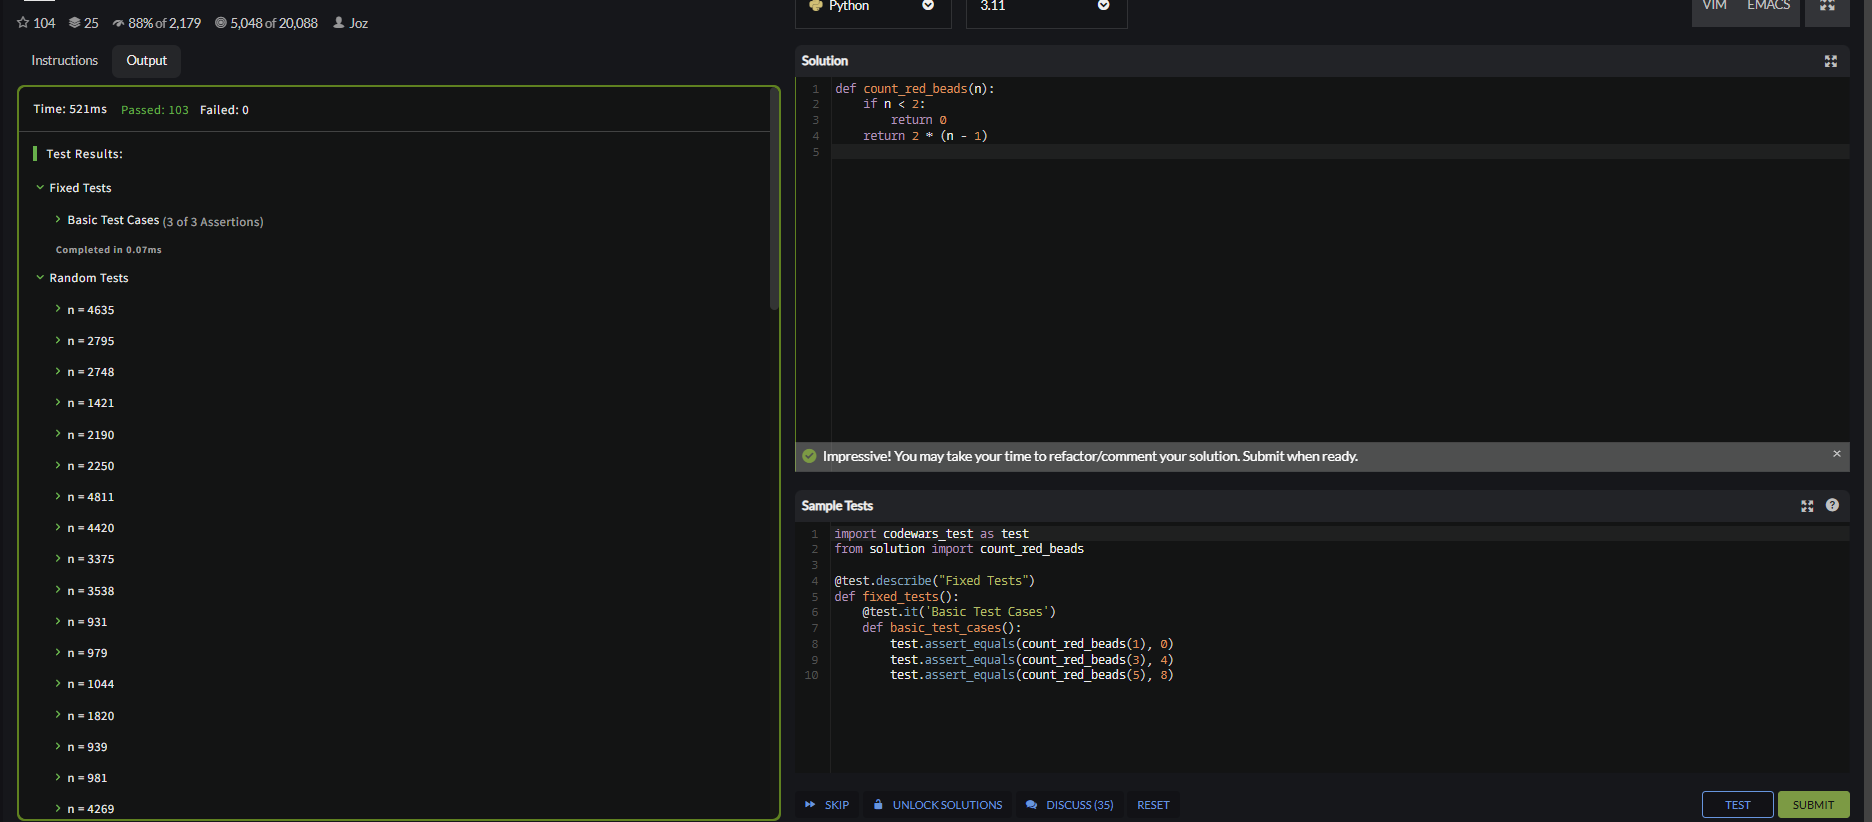 104 25 88% of 2,179 5,048 of 20,088 Joz
Instructions Output
Time: 521ms Passed: 103 Failed: 0
Test Results:
Fixed Tests
Basic Test Cases (3 of 3 Assertions)
Completed in 0.07ms
Random Tests
n = 4635
n = 2795
n = 2748
n = 1421
n = 2190
n = 2250
n = 4811
n = 4420
n = 3375
n = 3538
n = 931
n = 979
n = 1044
n = 1820
n = 939
n = 981
n = 4269
Python 3.11 VIM EMACS
Solution
1 def count_red_beads(n):
2 if n < 2:
3 return 0
4 return 2 * (n - 1)
5
Impressive! You may take your time to refactor/comment your solution. Submit when ready. ×
Sample Tests ?
1 import codewars_test as test
2 from solution import count_red_beads
3
4 @test.describe("Fixed Tests")
5 def fixed_tests():
6 @test.it('Basic Test Cases')
7 def basic_test_cases():
8 test.assert_equals(count_red_beads(1), 0)
9 test.assert_equals(count_red_beads(3), 4)
10 test.assert_equals(count_red_beads(5), 8)
SKIP UNLOCK SOLUTIONS DISCUSS (35) RESET TEST SUBMIT